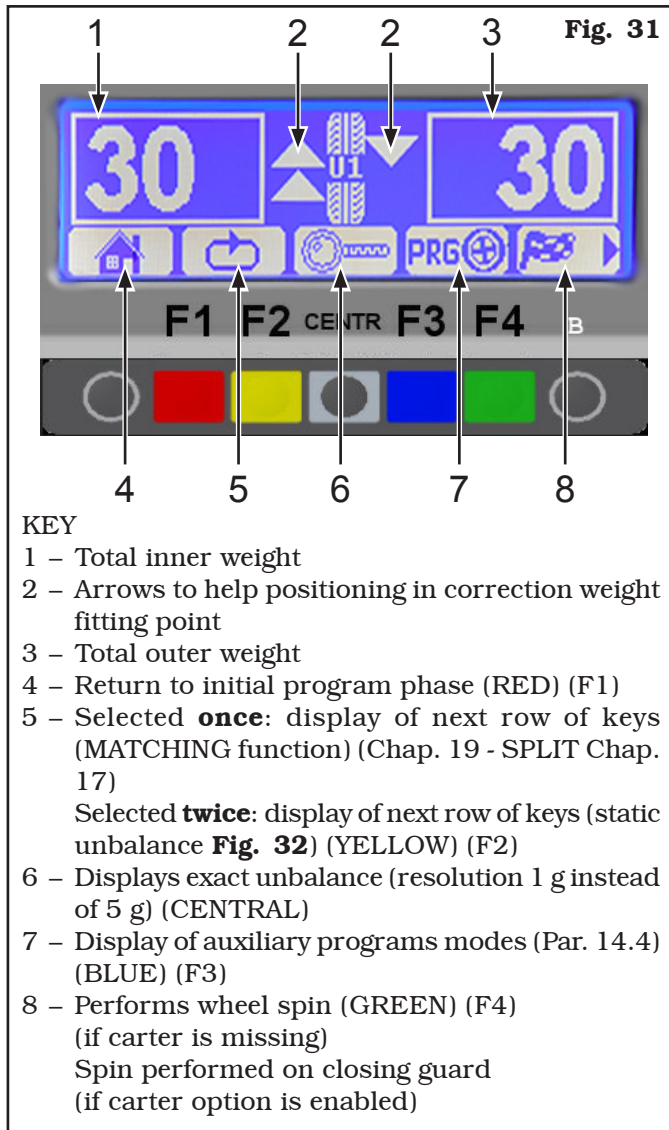 1 2 2 3 Fig. 31
30 U1 30
PRG
F1 F2 CENTR F3 F4 B
4 5 6 7 8
KEY
1 – Total inner weight
2 – Arrows to help positioning in correction weight
fitting point
3 – Total outer weight
4 – Return to initial program phase (RED) (F1)
5 – Selected once: display of next row of keys
(MATCHING function) (Chap. 19 - SPLIT Chap.
17)
Selected twice: display of next row of keys (static
unbalance Fig. 32) (YELLOW) (F2)
6 – Displays exact unbalance (resolution 1 g instead
of 5 g) (CENTRAL)
7 – Display of auxiliary programs modes (Par. 14.4)
(BLUE) (F3)
8 – Performs wheel spin (GREEN) (F4)
(if carter is missing)
Spin performed on closing guard
(if carter option is enabled)